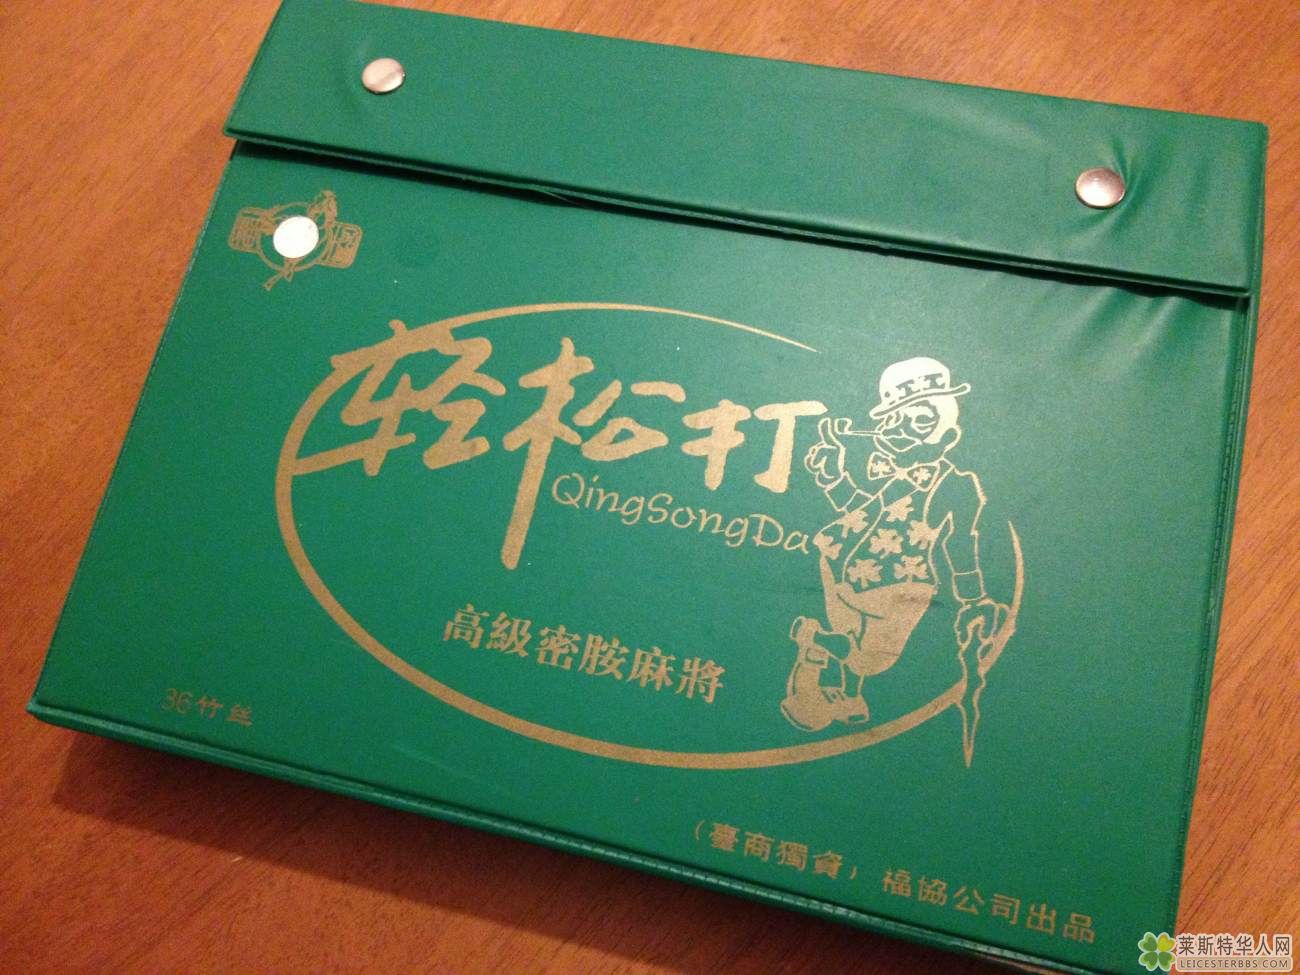 轻松打
QingSongDa
高級密胺麻將
36竹丝
(臺商獨資)福協公司出品
莱斯特华人网
LEICESTERBBS.COM